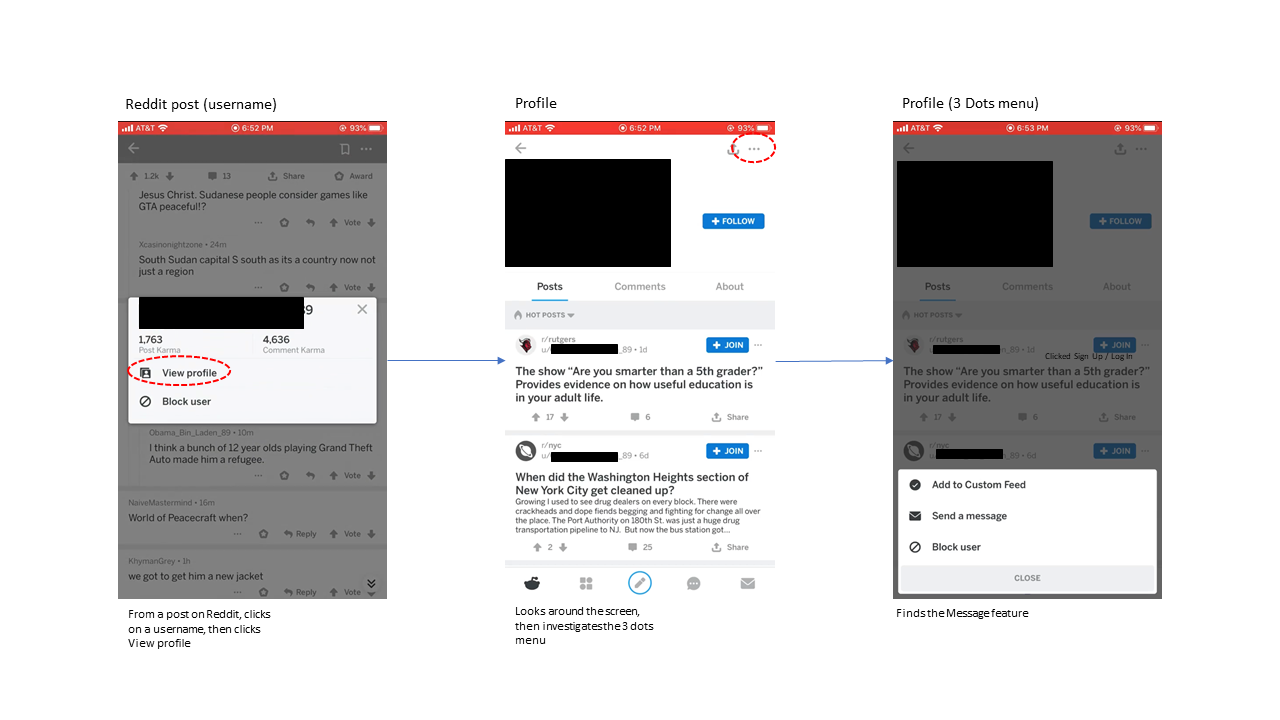 Reddit post (username)
AT&T 6:52 PM 93%
1.2k 13 Share Award
Jesus Christ. Sudanese people consider games like
GTA peaceful!?
Vote
Xcasinonightzone • 24m
South Sudan capital S south as its a country now not
just a region
Vote
39
1,763 4,636
Post Karma Comment Karma
View profile
Block user
Obama_Bin_Laden_89 • 10m
I think a bunch of 12 year olds playing Grand Theft
Auto made him a refugee.
Vote
NaiveMastermind • 16m
World of Peacecraft when?
Reply Vote
KhymanGrey • 1h
we got to get him a new jacket
Reply Vote
From a post on Reddit, clicks
on a username, then clicks
View profile
Profile
AT&T 6:52 PM 93%
+ FOLLOW
Posts Comments About
HOT POSTS
r/rutgers
u/ _89 • 1d
+ JOIN
The show “Are you smarter than a 5th grader?”
Provides evidence on how useful education is
in your adult life.
17 6 Share
r/nyc
u/ _89 • 6d
+ JOIN
When did the Washington Heights section of
New York City get cleaned up?
Growing I used to see drug dealers on every block. There were
crackheads and dope fiends begging and fighting for change all over
the place. The Port Authority on 180th St. was just a huge drug
transportation pipeline to NJ. But now the bus station got...
2 25 Share
Looks around the screen,
then investigates the 3 dots
menu
Profile (3 Dots menu)
AT&T 6:53 PM 93%
+ FOLLOW
Posts Comments About
HOT POSTS
r/rutgers
u/ _89 • 1d
+ JOIN
Clicked Sign Up / Log In
The show “Are you smarter than a 5th grader?”
Provides evidence on how useful education is
in your adult life.
17 6 Share
r/nyc
u/ _89 • 6d
+ JOIN
Add to Custom Feed
Send a message
Block user
CLOSE
Finds the Message feature